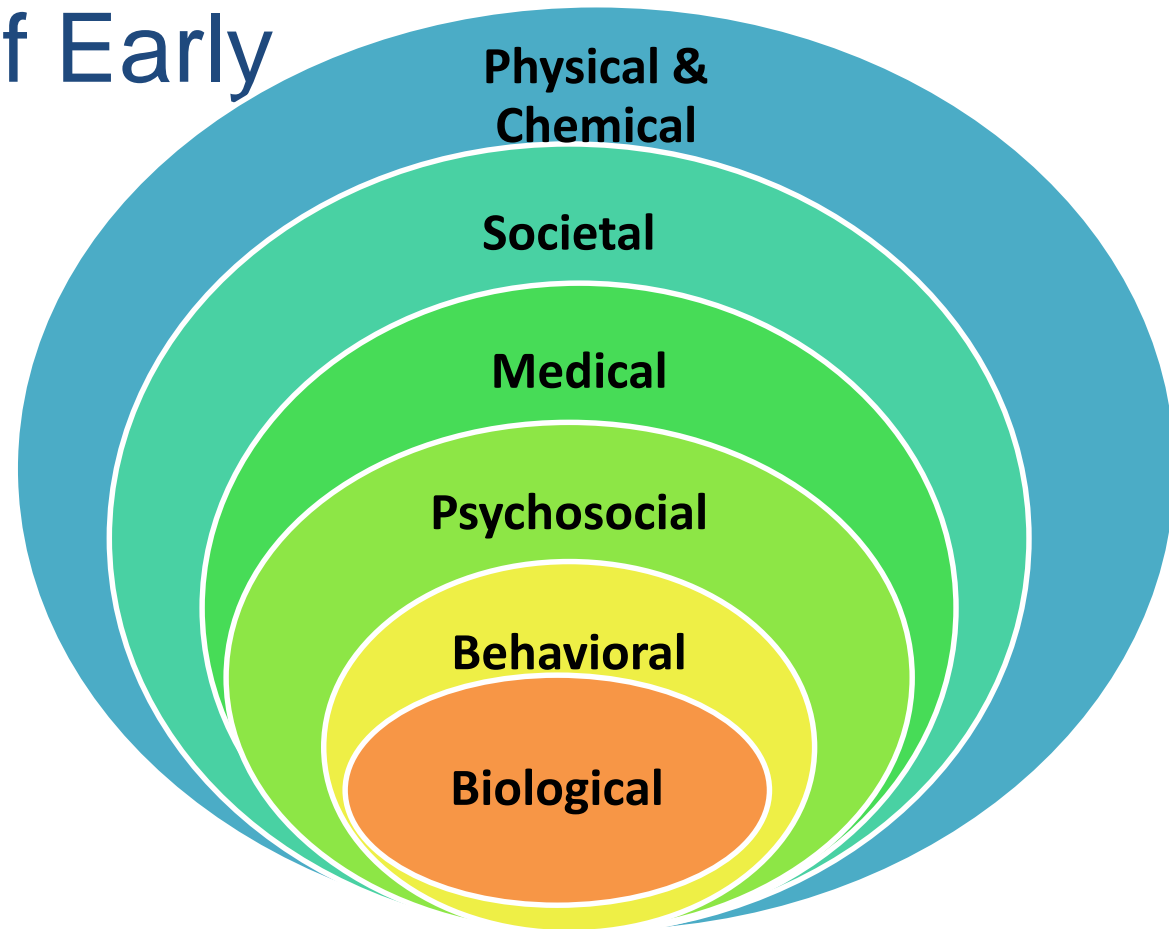 f Early
Physical &
Chemical
Societal
Medical
Psychosocial
Behavioral
Biological